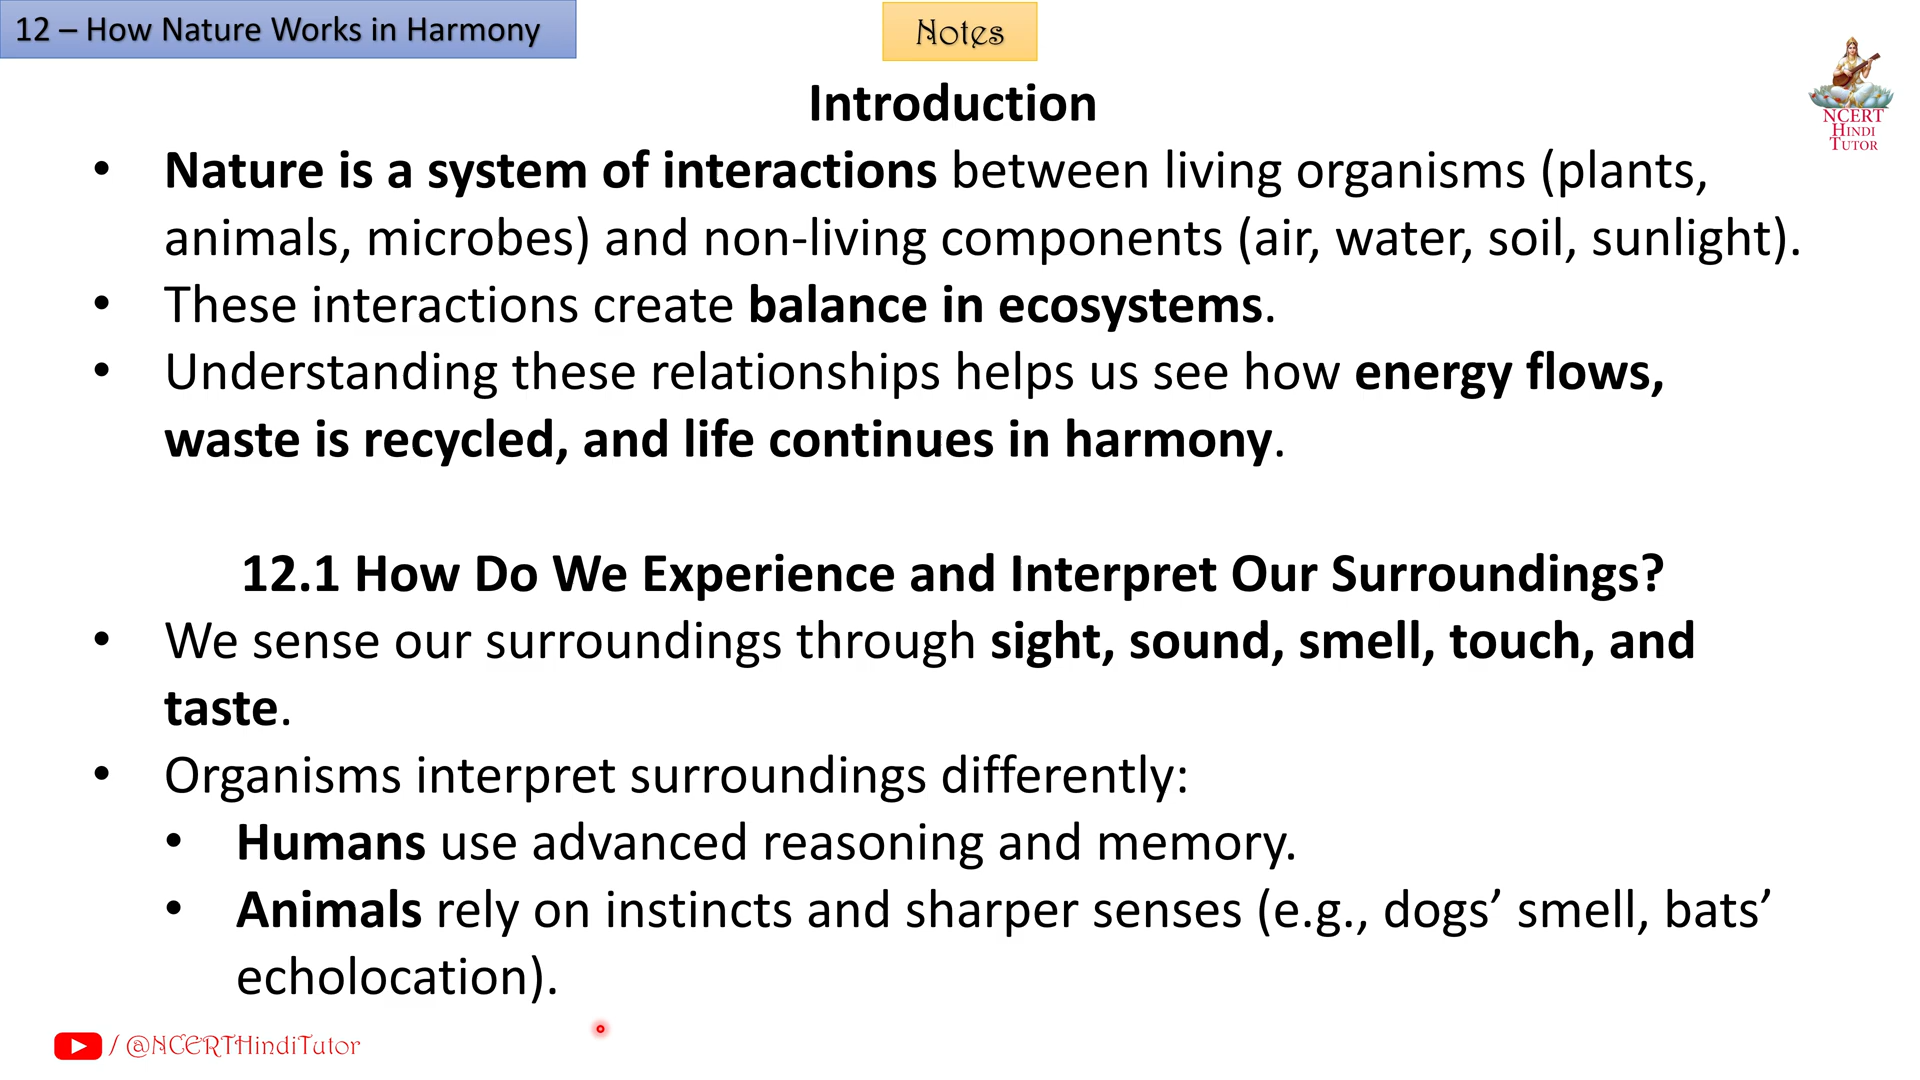 12 – How Nature Works in Harmony
Notes
NCERT
HINDI
TUTOR
Introduction
• Nature is a system of interactions between living organisms (plants,
animals, microbes) and non-living components (air, water, soil, sunlight).
• These interactions create balance in ecosystems.
• Understanding these relationships helps us see how energy flows,
waste is recycled, and life continues in harmony.
12.1 How Do We Experience and Interpret Our Surroundings?
• We sense our surroundings through sight, sound, smell, touch, and
taste.
• Organisms interpret surroundings differently:
• Humans use advanced reasoning and memory.
• Animals rely on instincts and sharper senses (e.g., dogs’ smell, bats’
echolocation).
/ @NCERTHindiTutor